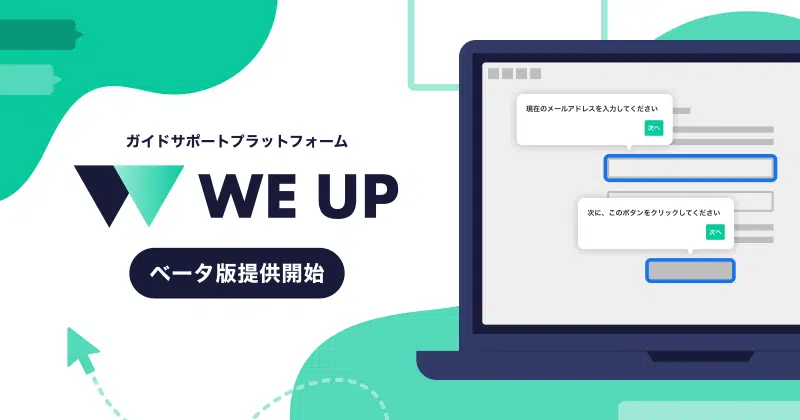 ガイドサポートプラットフォーム
WE UP
ベータ版提供開始
現在のメールアドレスを入力してください
次へ
次に、このボタンをクリックしてください
次へ